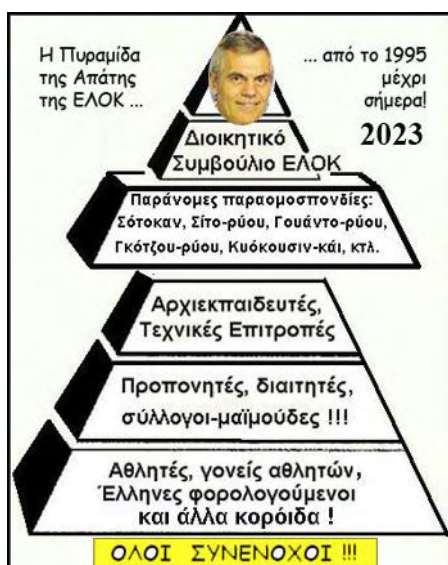 Η Πυραμίδα
της Απάτης
της ΕΛΟΚ ...
... από το 1995
μέχρι
σήμερα!
2023
Διοικητικό
Συμβούλιο ΕΛΟΚ
Παράνομες παραομοσπονδίες:
Σότοκαν, Σίτο-ρύου, Γουάντο-ρύου,
Γκότζου-ρύου, Κυόκουσιν-κάι, κτλ.
Αρχιεκπαιδευτές,
Τεχνικές Επιτροπές
Προπονητές, διαιτητές,
σύλλογοι-μαϊμούδες !!!
Αθλητές, γονείς αθλητών,
Έλληνες φορολογούμενοι
και άλλα κορόιδα !
ΟΛΟΙ ΣΥΝΕΝΟΧΟΙ !!!